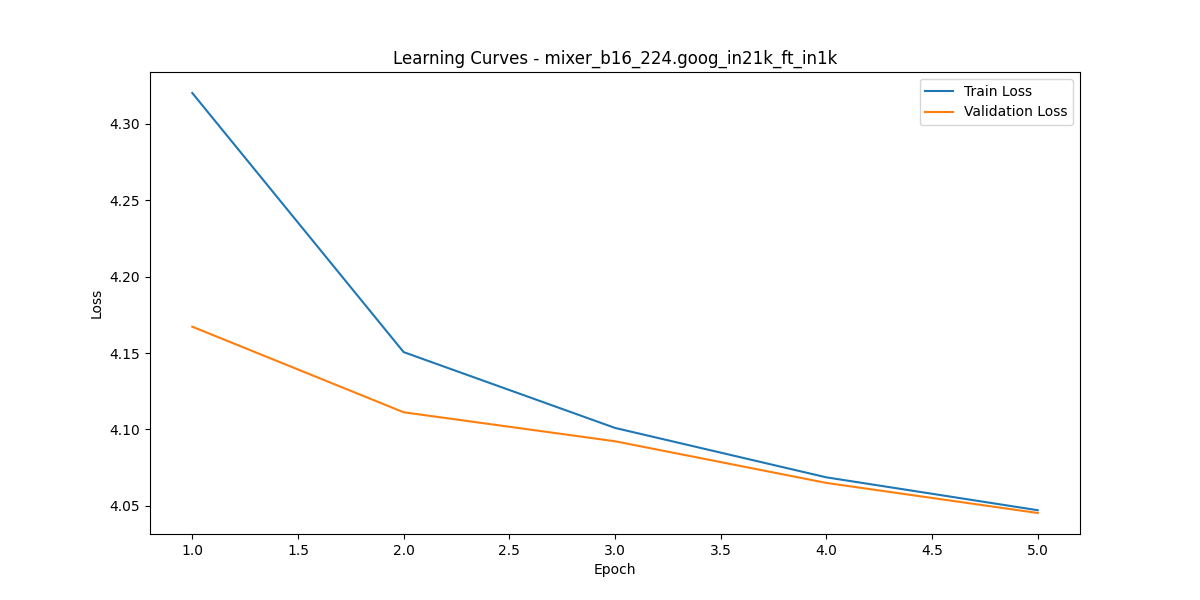 Learning Curves - mixer_b16_224.goog_in21k_ft_in1k
Train Loss
Validation Loss
4.30
4.25
4.20
4.15
4.10
4.05
Loss
1.0 1.5 2.0 2.5 3.0 3.5 4.0 4.5 5.0
Epoch